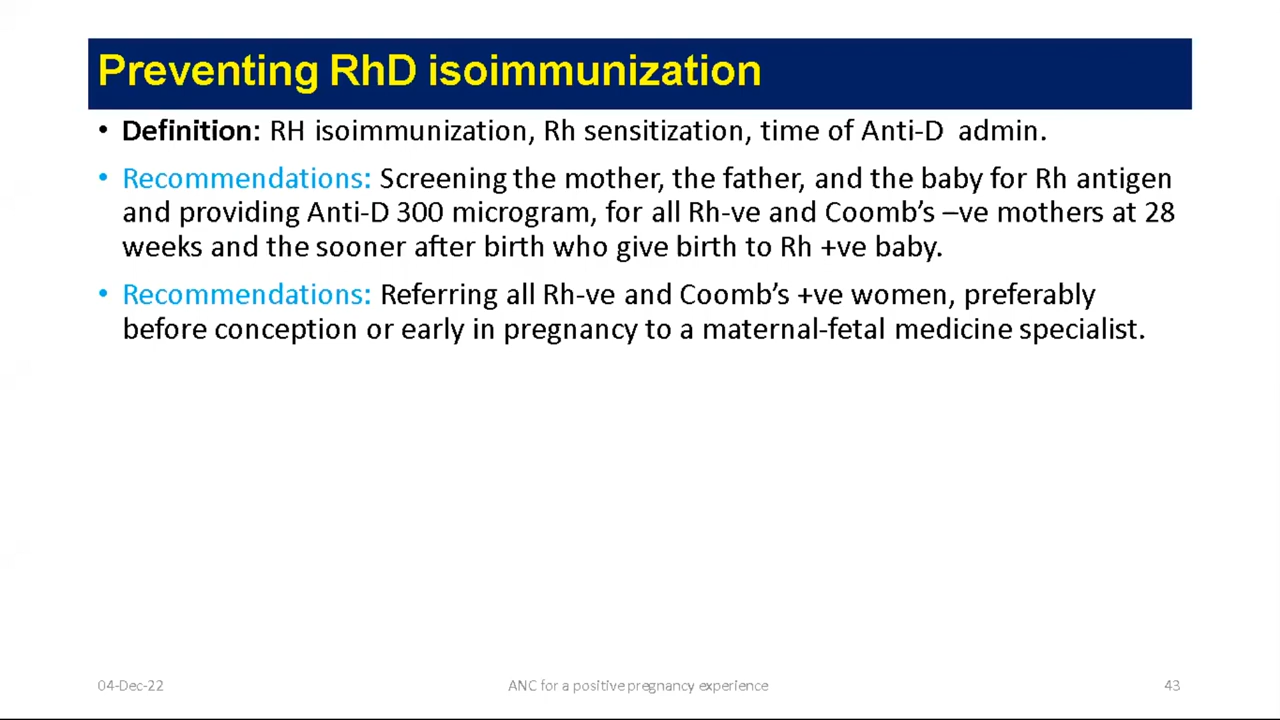 Preventing RhD isoimmunization
• Definition: RH isoimmunization, Rh sensitization, time of Anti-D admin.
• Recommendations: Screening the mother, the father, and the baby for Rh antigen
and providing Anti-D 300 microgram, for all Rh-ve and Coomb’s –ve mothers at 28
weeks and the sooner after birth who give birth to Rh +ve baby.
• Recommendations: Referring all Rh-ve and Coomb’s +ve women, preferably
before conception or early in pregnancy to a maternal-fetal medicine specialist.
04-Dec-22
ANC for a positive pregnancy experience
43